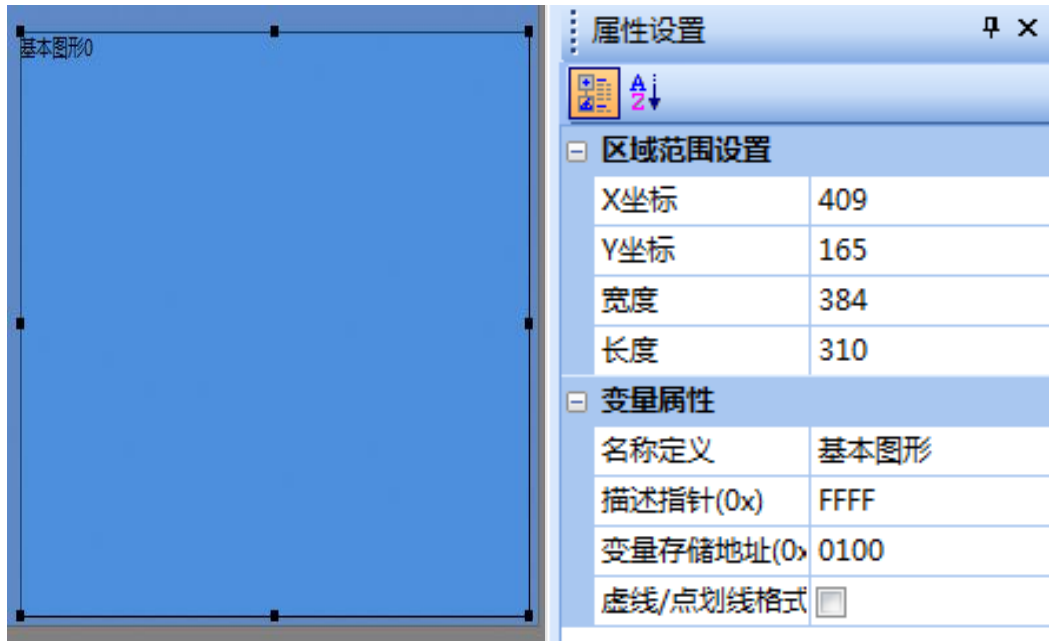 基本图形0
属性设置
区域范围设置
X坐标 409
Y坐标 165
宽度 384
长度 310
变量属性
名称定义 基本图形
描述指针(0x) FFFF
变量存储地址(0x 0100
虚线/点划线格式